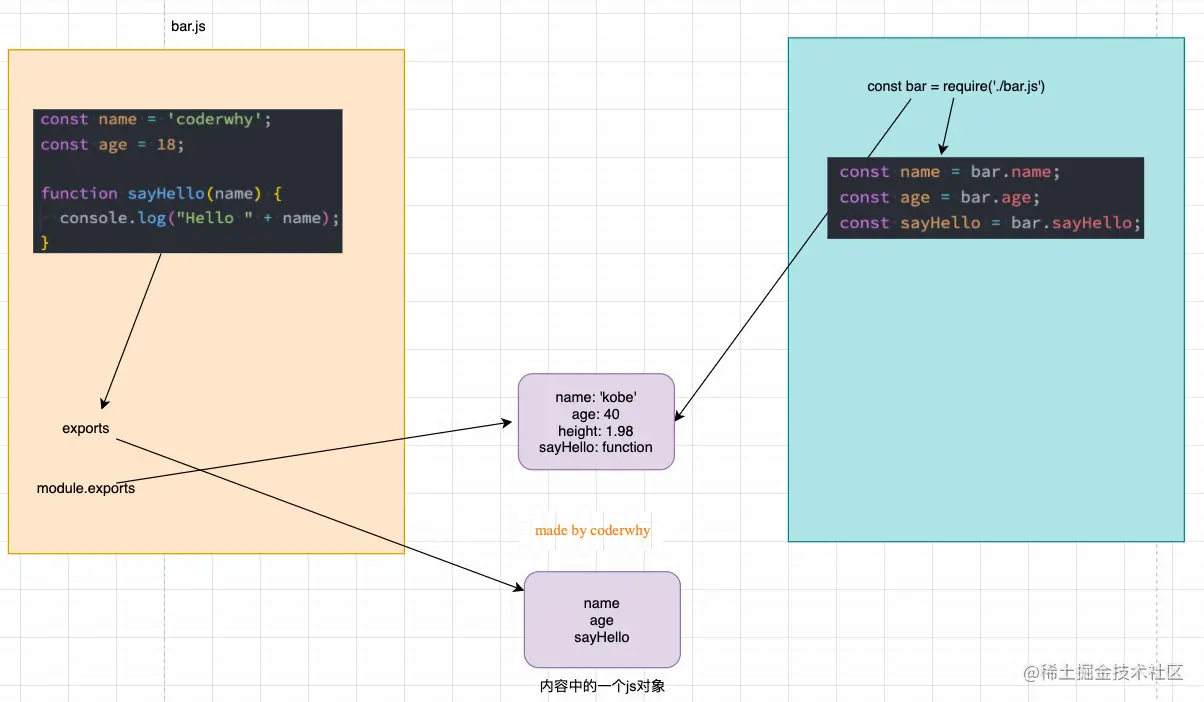 bar.js
const name = 'coderwhy';
const age = 18;
function sayHello(name) {
console.log("Hello " + name);
}
exports
module.exports
const bar = require('./bar.js')
const name = bar.name;
const age = bar.age;
const sayHello = bar.sayHello;
name: 'kobe'
age: 40
height: 1.98
sayHello: function
made by coderwhy
name
age
sayHello
内容中的一个js对象
@稀土掘金技术社区